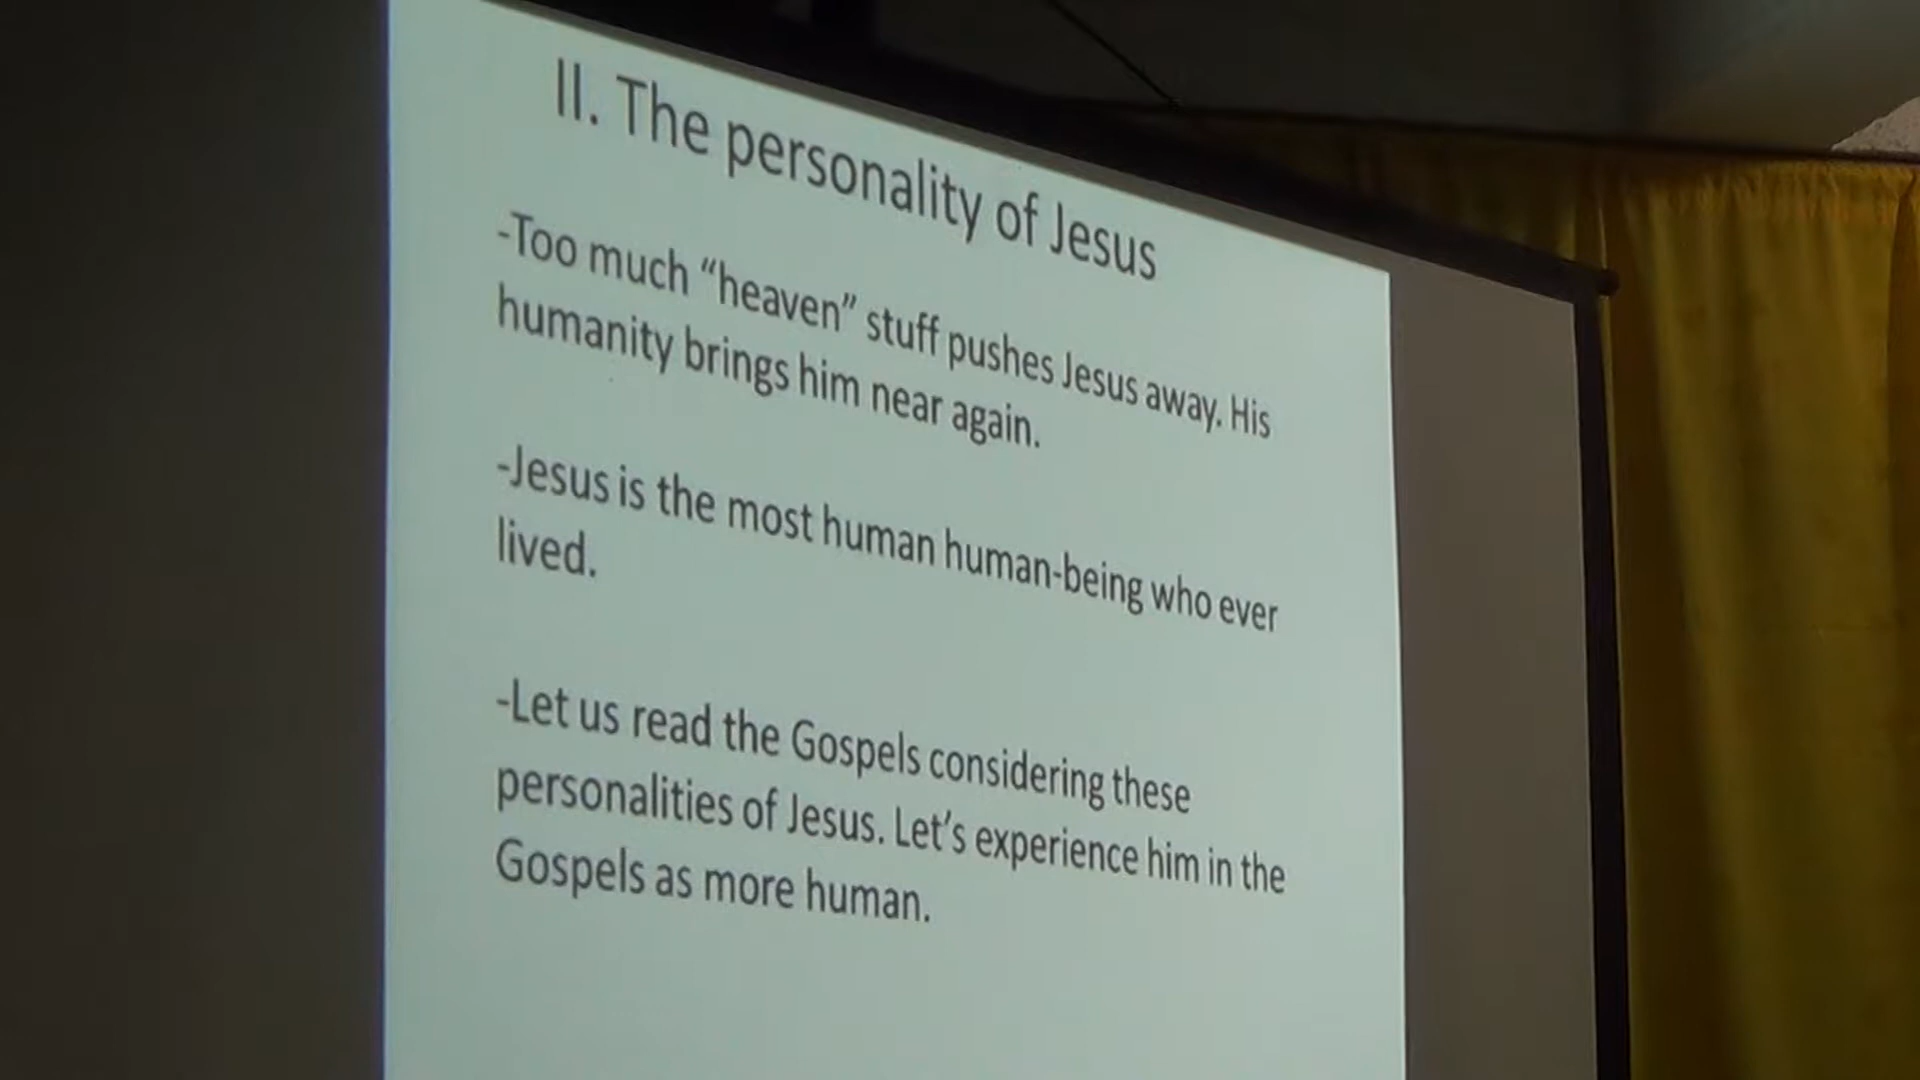 II. The personality of Jesus
-Too much “heaven” stuff pushes Jesus away. His
humanity brings him near again.
-Jesus is the most human human-being who ever
lived.
-Let us read the Gospels considering these
personalities of Jesus. Let’s experience him in the
Gospels as more human.